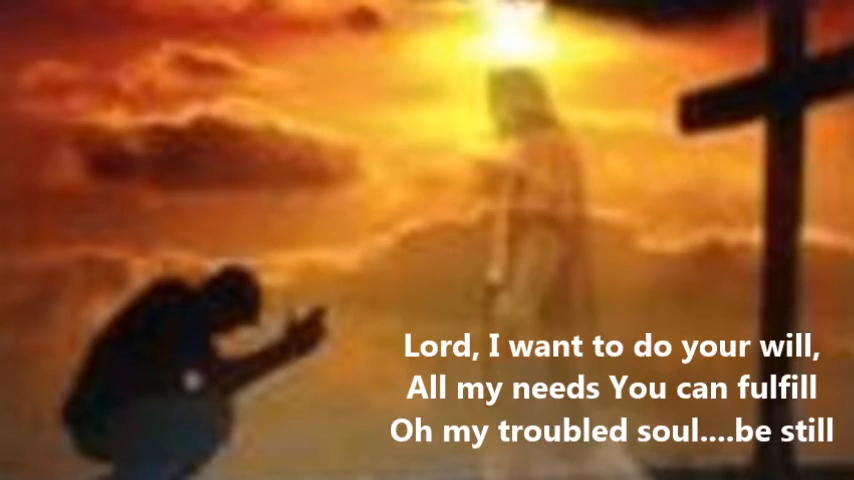 Lord, I want to do your will,
All my needs You can fulfill
Oh my troubled soul....be still